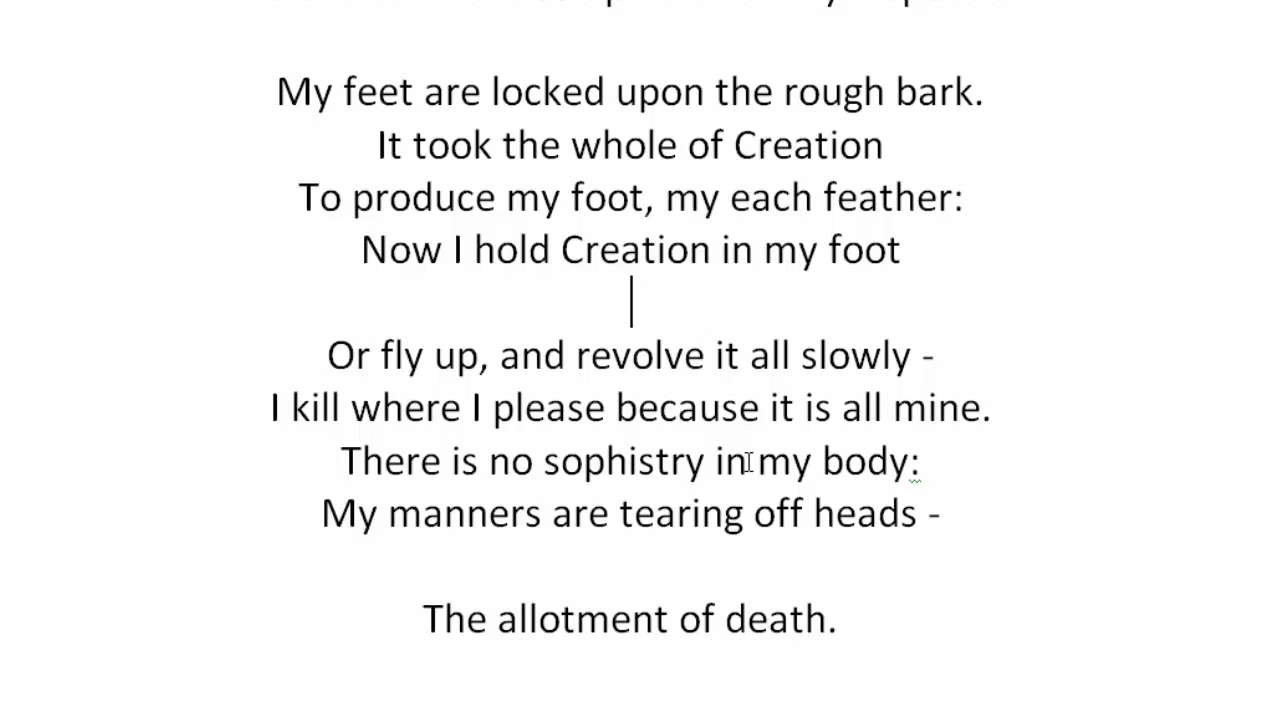 My feet are locked upon the rough bark.
It took the whole of Creation
To produce my foot, my each feather:
Now I hold Creation in my foot
Or fly up, and revolve it all slowly -
I kill where I please because it is all mine.
There is no sophistry in my body:
My manners are tearing off heads -
The allotment of death.